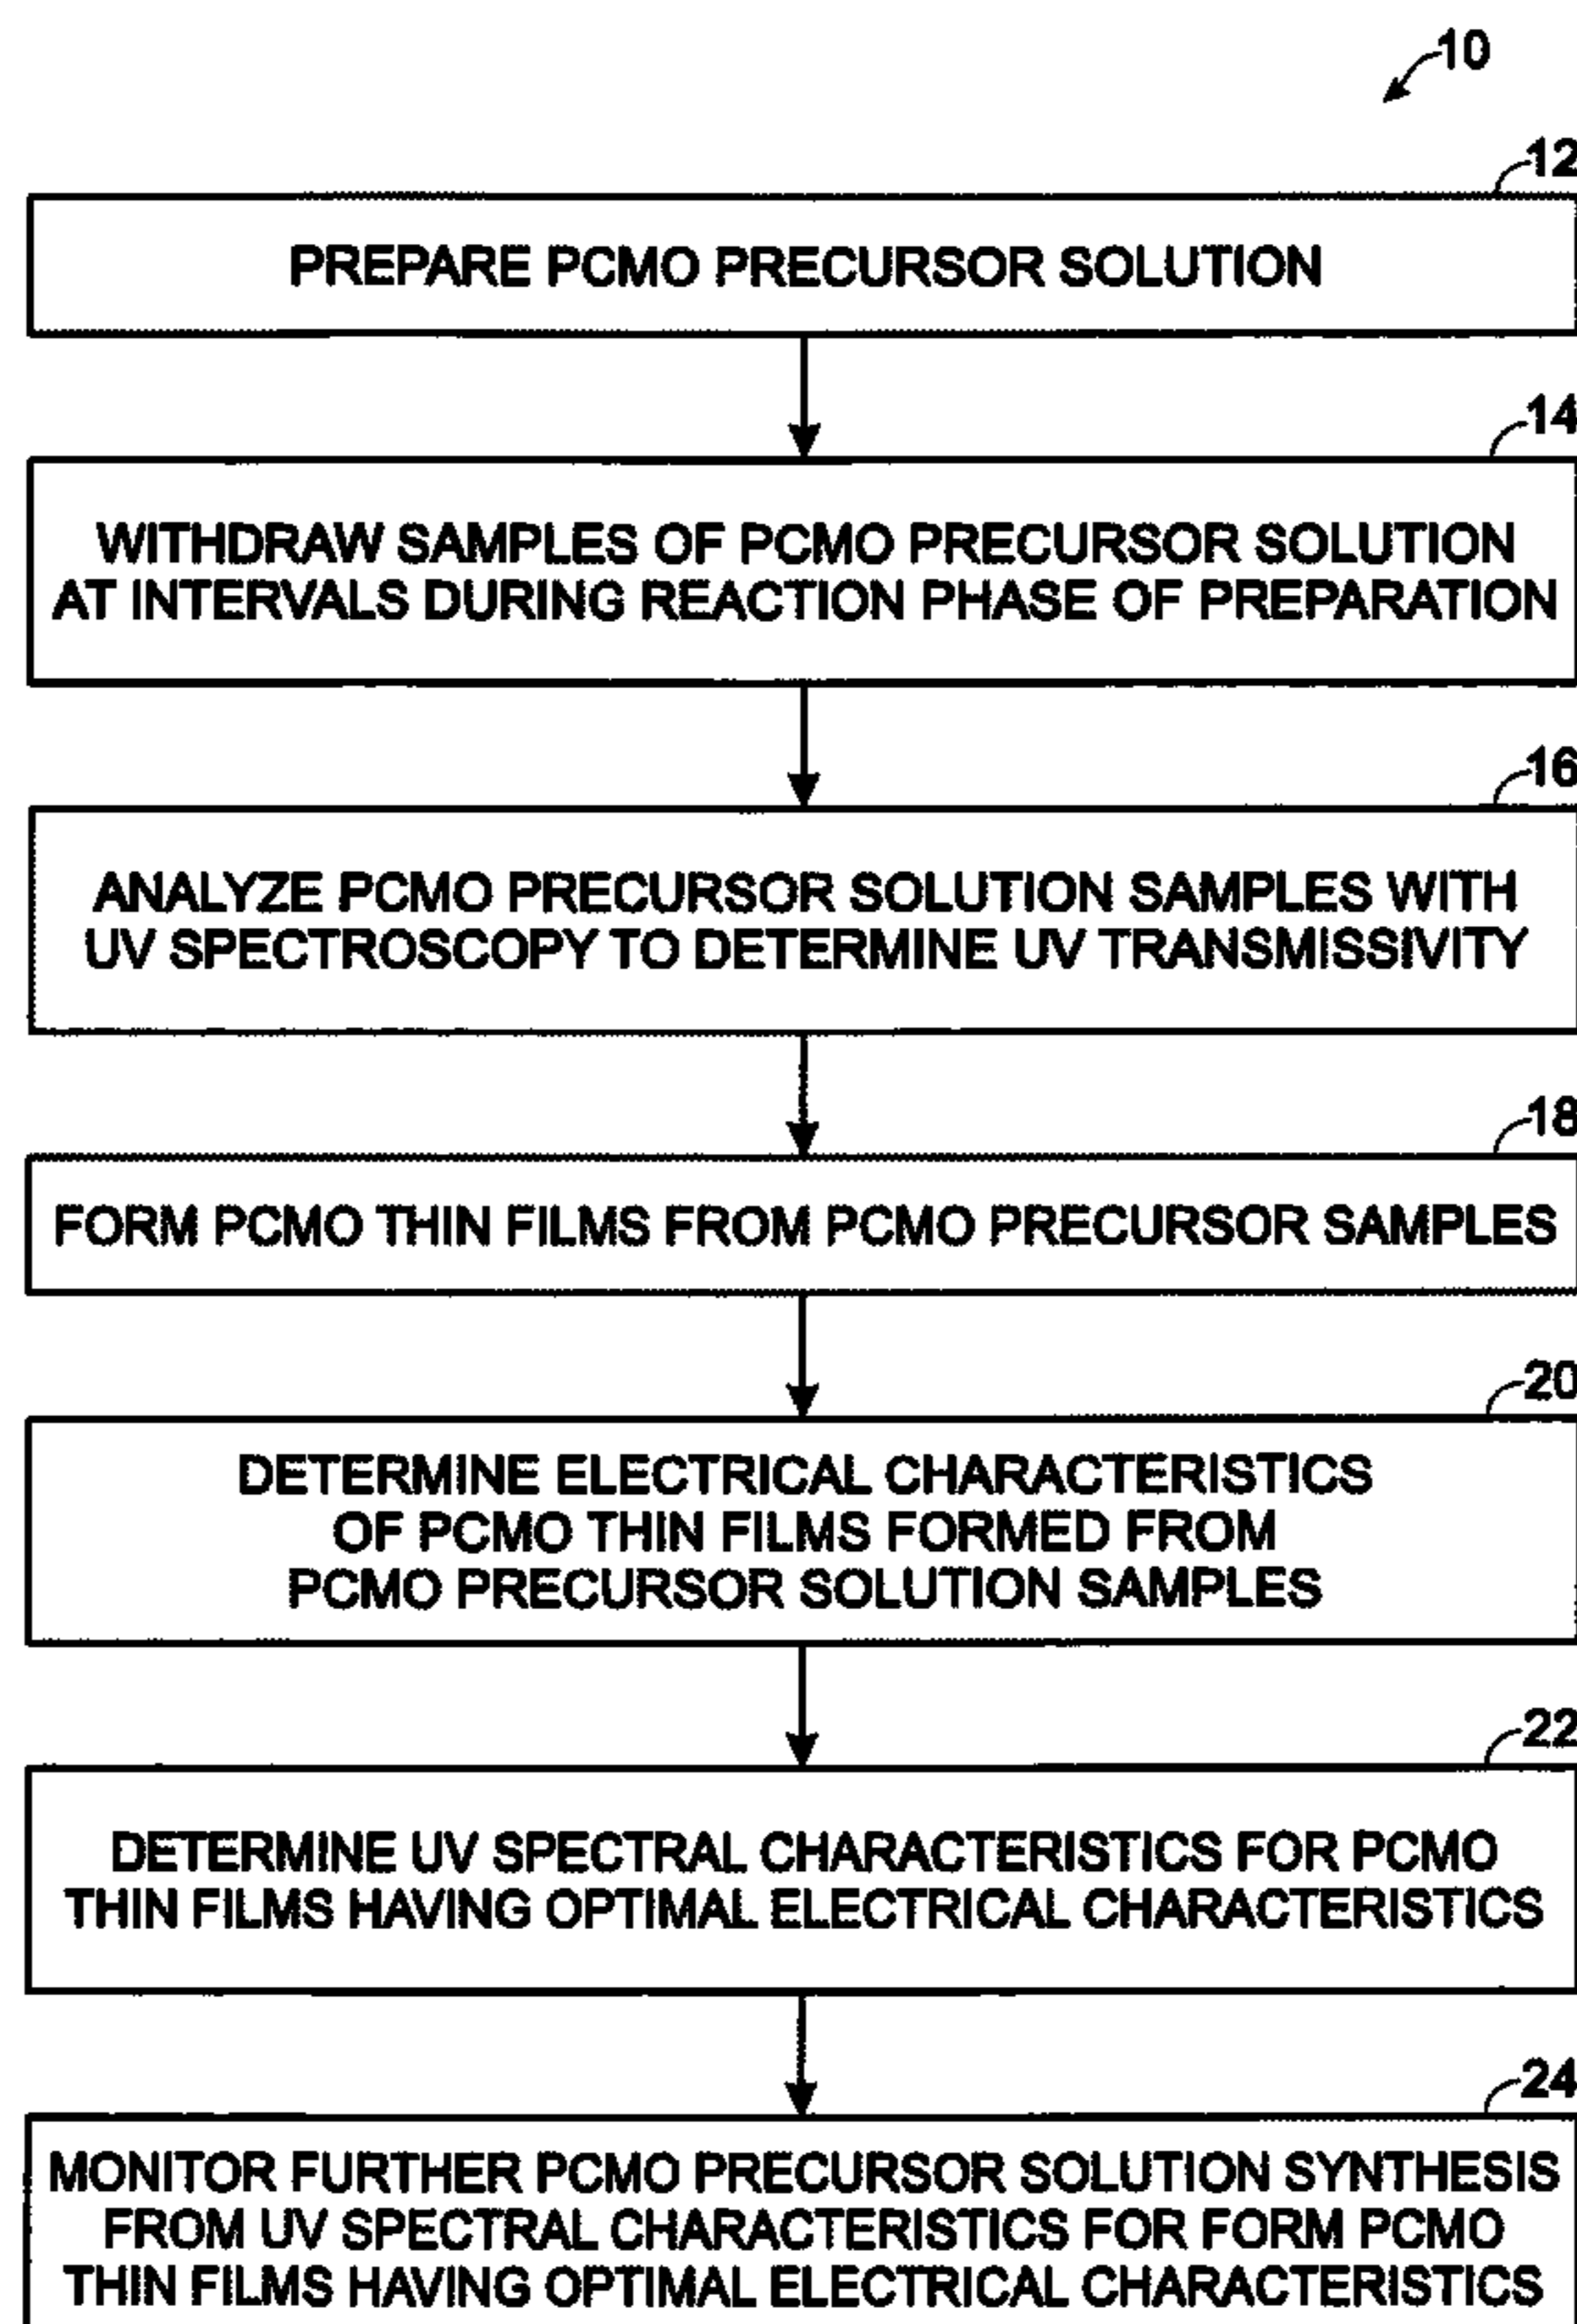 10
12
PREPARE PCMO PRECURSOR SOLUTION
14
WITHDRAW SAMPLES OF PCMO PRECURSOR SOLUTION
AT INTERVALS DURING REACTION PHASE OF PREPARATION
16
ANALYZE PCMO PRECURSOR SOLUTION SAMPLES WITH
UV SPECTROSCOPY TO DETERMINE UV TRANSMISSIVITY
18
FORM PCMO THIN FILMS FROM PCMO PRECURSOR SAMPLES
20
DETERMINE ELECTRICAL CHARACTERISTICS
OF PCMO THIN FILMS FORMED FROM
PCMO PRECURSOR SOLUTION SAMPLES
22
DETERMINE UV SPECTRAL CHARACTERISTICS FOR PCMO
THIN FILMS HAVING OPTIMAL ELECTRICAL CHARACTERISTICS
24
MONITOR FURTHER PCMO PRECURSOR SOLUTION SYNTHESIS
FROM UV SPECTRAL CHARACTERISTICS FOR FORM PCMO
THIN FILMS HAVING OPTIMAL ELECTRICAL CHARACTERISTICS